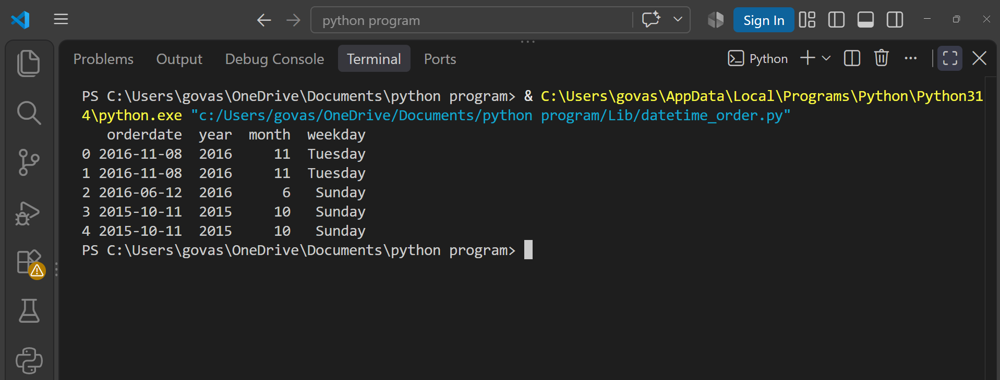 python program
Sign In
Problems Output Debug Console Terminal Ports Python
PS C:\Users\govas\OneDrive\Documents\python program> & C:\Users\govas\AppData\Local\Programs\Python\Python31
4\python.exe "c:/Users/govas/OneDrive/Documents/python program/Lib/datetime_order.py"
   orderdate  year  month  weekday
0 2016-11-08  2016     11  Tuesday
1 2016-11-08  2016     11  Tuesday
2 2016-06-12  2016      6   Sunday
3 2015-10-11  2015     10   Sunday
4 2015-10-11  2015     10   Sunday
PS C:\Users\govas\OneDrive\Documents\python program>